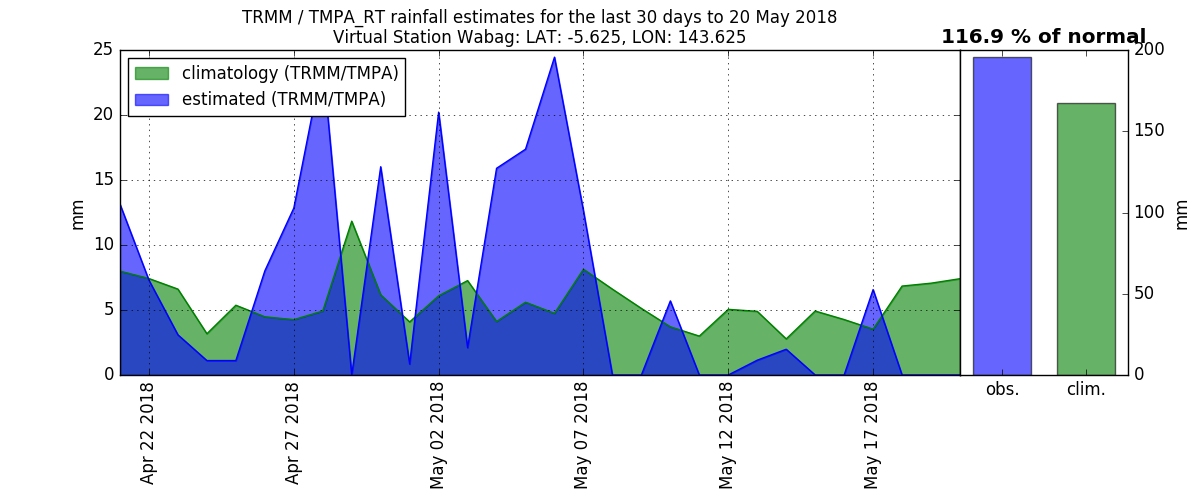 TRMM / TMPA_RT rainfall estimates for the last 30 days to 20 May 2018
Virtual Station Wabag: LAT: -5.625, LON: 143.625
116.9 % of normal
climatology (TRMM/TMPA)
estimated (TRMM/TMPA)
25
20
15
10
5
0
mm
Apr 22 2018
Apr 27 2018
May 02 2018
May 07 2018
May 12 2018
May 17 2018
200
150
100
50
0
mm
obs.
clim.